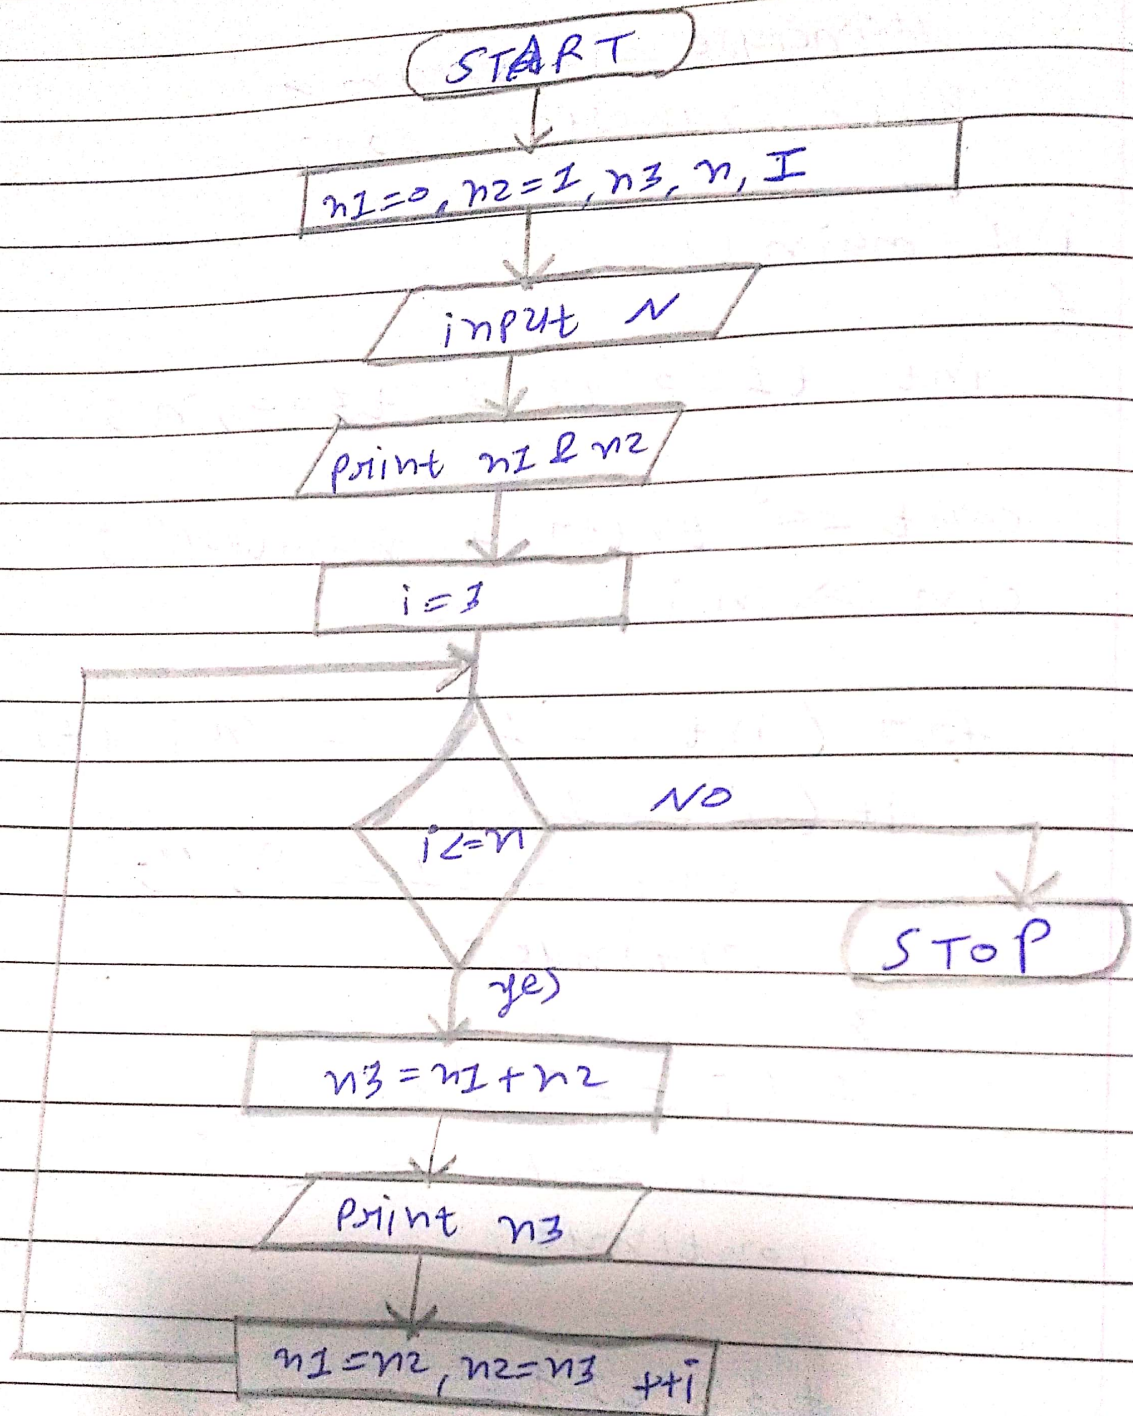 START
n1=0, n2=1, n3, n, I
input N
print n1 & n2
i=3
i<=n
NO
STOP
yes
n3=n1+n2
Print n3
n1=n2, n2=n3 ++i